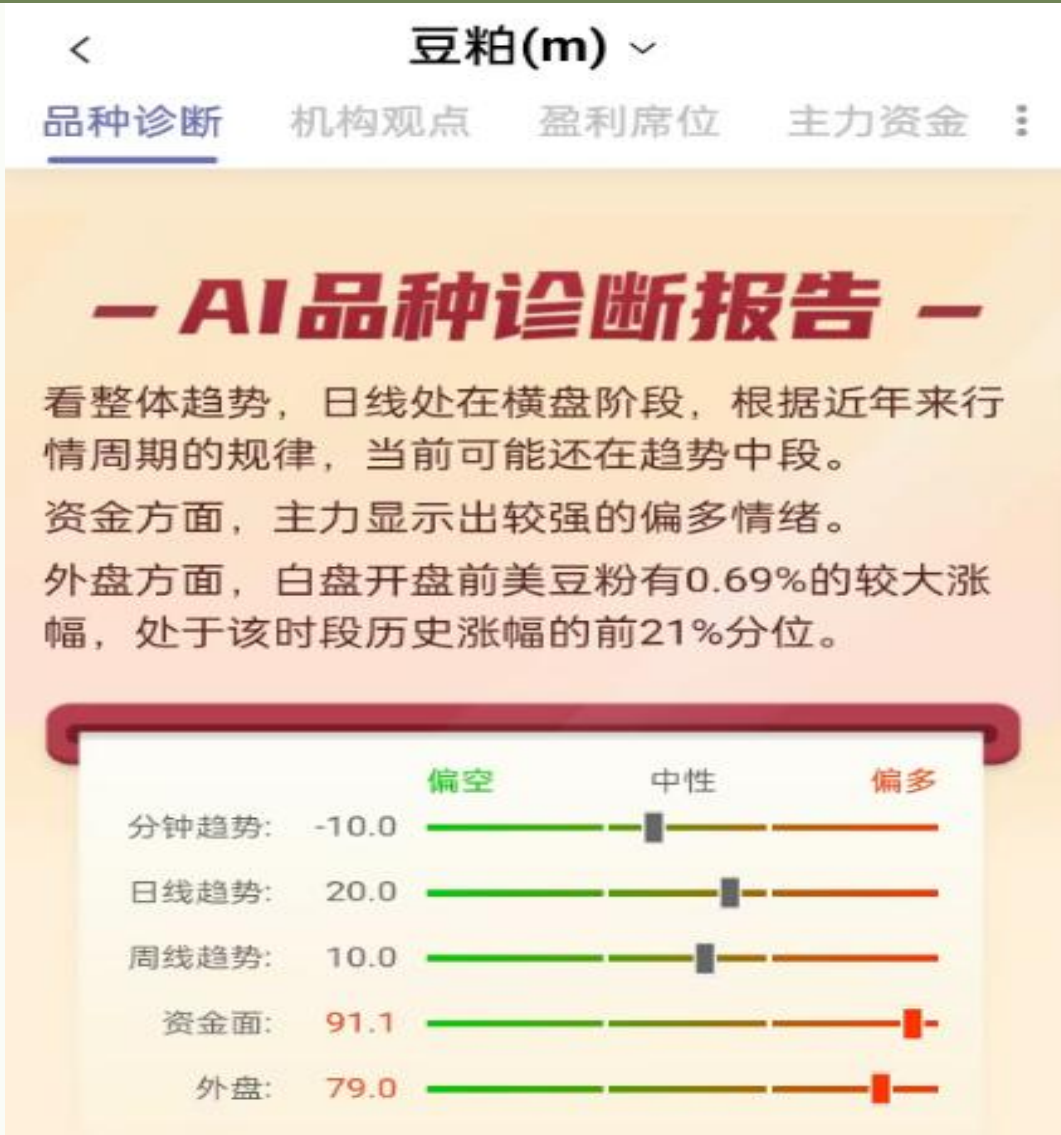 豆粕(m)
品种诊断 机构观点 盈利席位 主力资金
AI品种诊断报告
看整体趋势，日线处在横盘阶段，根据近年来行
情周期的规律，当前可能还在趋势中段。
资金方面，主力显示出较强的偏多情绪。
外盘方面，白盘开盘前美豆粉有0.69%的较大涨
幅，处于该时段历史涨幅的前21%分位。
偏空 中性 偏多
分钟趋势: -10.0
日线趋势: 20.0
周线趋势: 10.0
资金面: 91.1
外盘: 79.0